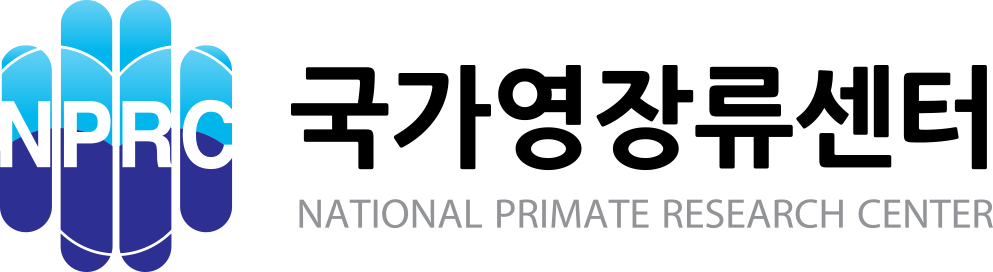 NPRC
국가영장류센터
NATIONAL PRIMATE RESEARCH CENTER